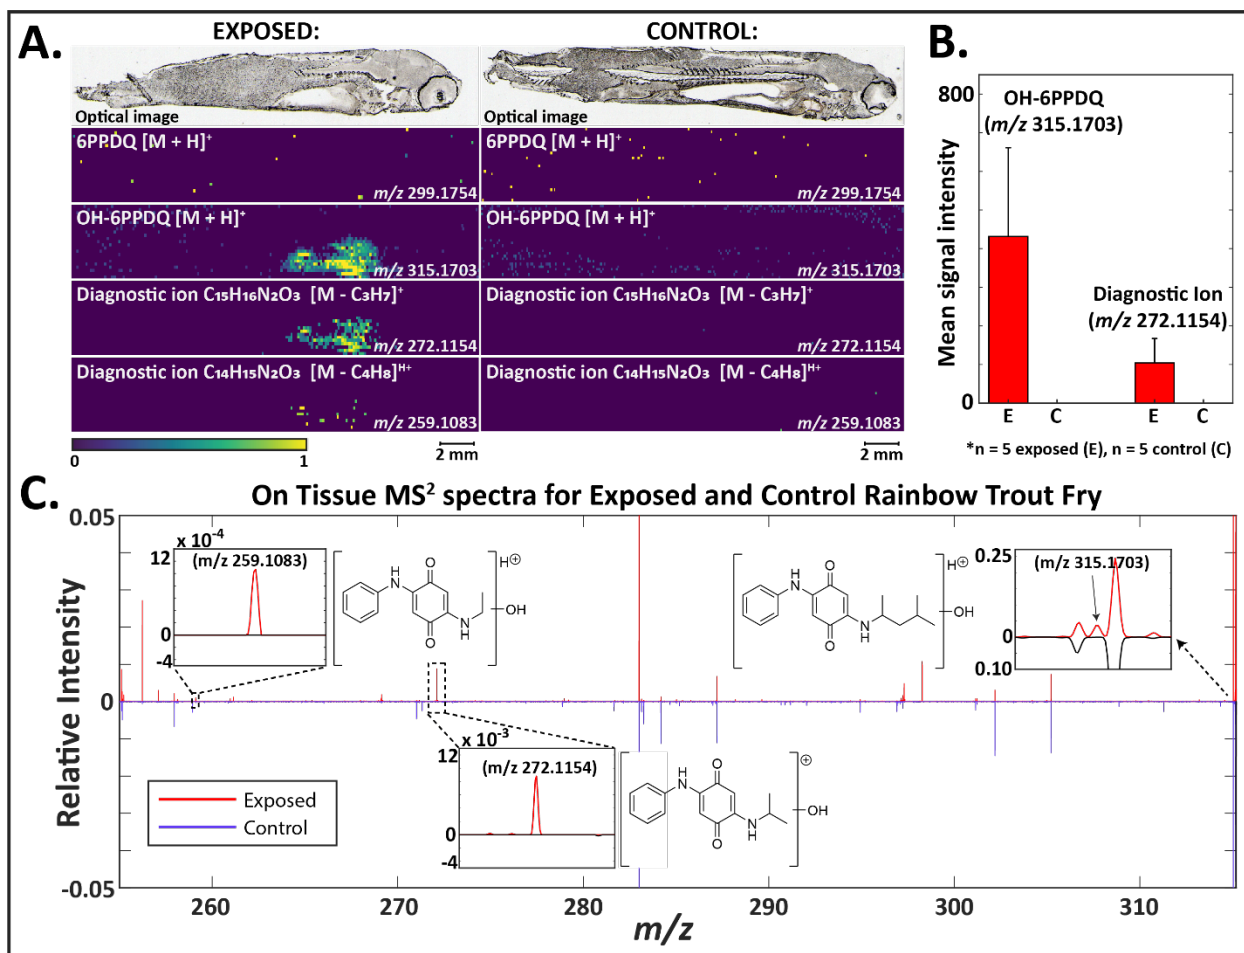 A.
EXPOSED:
CONTROL:
Optical image
Optical image
6PPDQ [M + H]⁺
m/z 299.1754
6PPDQ [M + H]⁺
m/z 299.1754
OH-6PPDQ [M + H]⁺
m/z 315.1703
OH-6PPDQ [M + H]⁺
m/z 315.1703
Diagnostic ion C₁₅H₁₆N₂O₃ [M - C₃H₇]⁺
m/z 272.1154
Diagnostic ion C₁₅H₁₆N₂O₃ [M - C₃H₇]⁺
m/z 272.1154
Diagnostic ion C₁₄H₁₅N₂O₃ [M - C₄H₈]ᴴ⁺
m/z 259.1083
Diagnostic ion C₁₄H₁₅N₂O₃ [M - C₄H₈]ᴴ⁺
m/z 259.1083
0 1
2 mm
2 mm
B.
Mean signal intensity
800
0
OH-6PPDQ
(m/z 315.1703)
Diagnostic Ion
(m/z 272.1154)
E C E C
*n = 5 exposed (E), n = 5 control (C)
C.
On Tissue MS² spectra for Exposed and Control Rainbow Trout Fry
Relative Intensity
0.05
0
-0.05
x 10⁻⁴
12
0
-4
(m/z 259.1083)
H
N
O
O
N
H
OH
H⊕
H
N
O
O
N
H
OH
H⊕
0.25
0
0.10
(m/z 315.1703)
x 10⁻³
12
0
-4
(m/z 272.1154)
H
N
O
O
N
H
OH
⊕
Exposed
Control
260 270 280 290 300 310
m/z